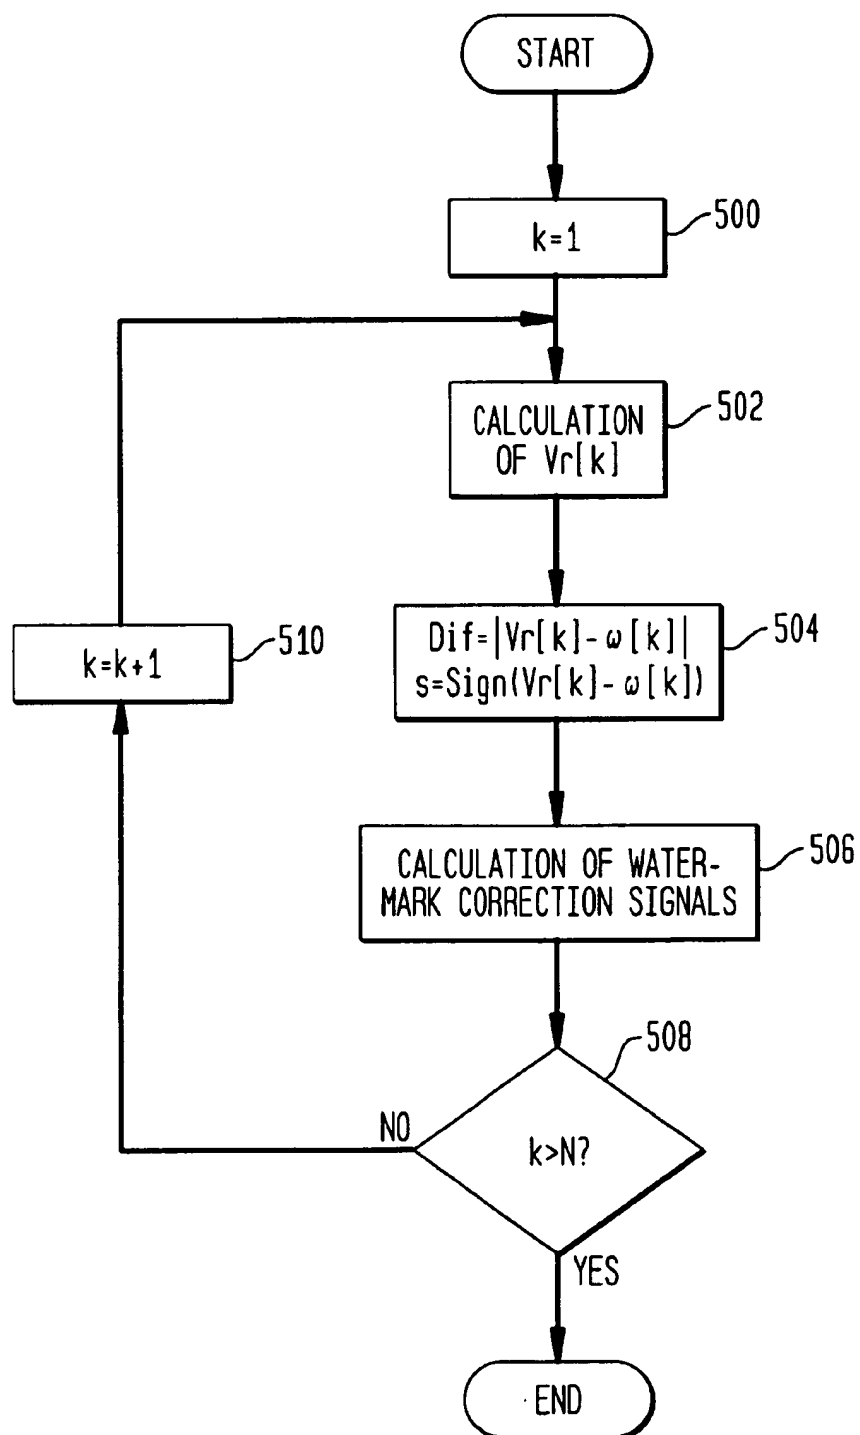 START
500
k=1
502
CALCULATION
OF Vr[k]
504
Dif=|Vr[k]-ω[k]|
s=Sign(Vr[k]-ω[k])
510
k=k+1
506
CALCULATION OF WATER-
MARK CORRECTION SIGNALS
508
NO
k>N?
YES
END